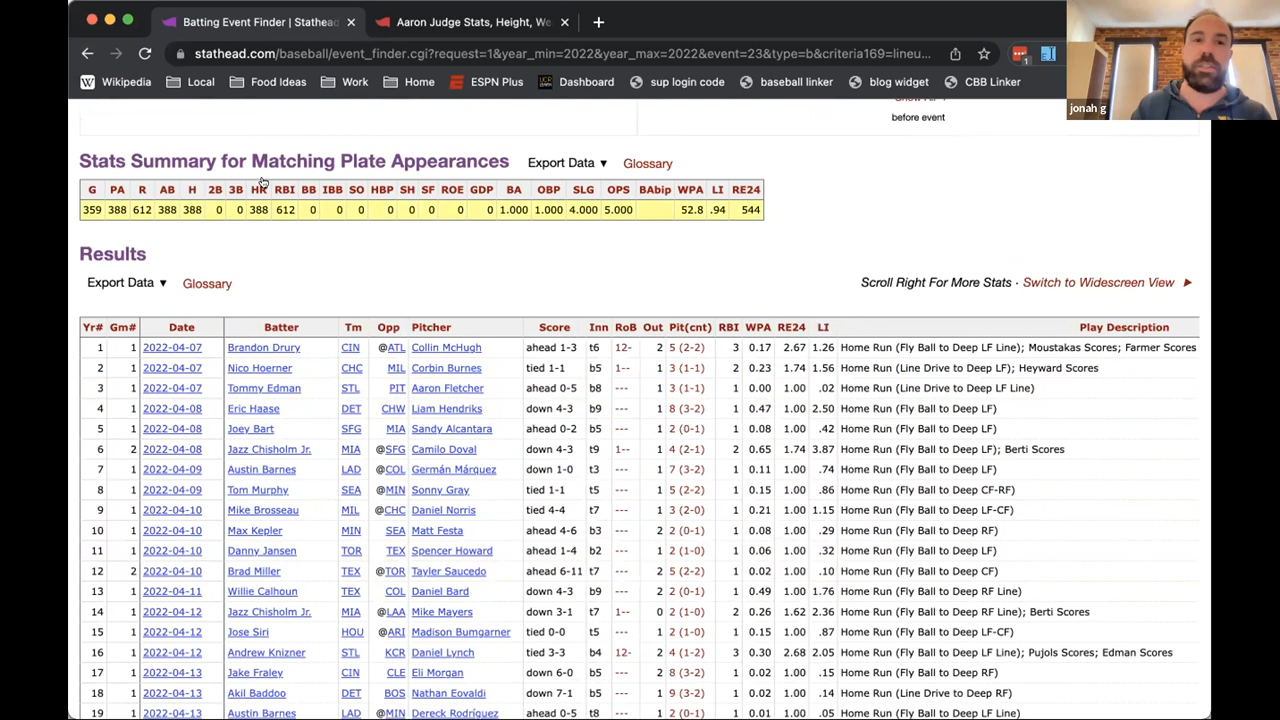 Batting Event Finder | Stathead
Aaron Judge Stats, Height, We
stathead.com/baseball/event_finder.cgi?request=1&year_min=2022&year_max=2022&event=23&type=b&criteria169=lineu...
Wikipedia Local Food Ideas Work Home ESPN Plus Dashboard sup login code baseball linker blog widget CBB Linker
jonah g
before event
Stats Summary for Matching Plate Appearances Export Data ▼ Glossary
G PA R AB H 2B 3B HR RBI BB IBB SO HBP SH SF ROE GDP BA OBP SLG OPS BAbip WPA LI RE24
359 388 612 388 388 0 0 388 612 0 0 0 0 0 0 0 0 1.000 1.000 4.000 5.000 52.8 .94 544
Results
Export Data ▼ Glossary
Scroll Right For More Stats · Switch to Widescreen View ►
Yr# Gm# Date Batter Tm Opp Pitcher Score Inn RoB Out Pit(cnt) RBI WPA RE24 LI Play Description
1 1 2022-04-07 Brandon Drury CIN @ATL Collin McHugh ahead 1-3 t6 12- 2 5 (2-2) 3 0.17 2.67 1.26 Home Run (Fly Ball to Deep LF Line); Moustakas Scores; Farmer Scores
2 1 2022-04-07 Nico Hoerner CHC MIL Corbin Burnes tied 1-1 b5 1-- 1 3 (1-1) 2 0.23 1.74 1.56 Home Run (Line Drive to Deep LF); Heyward Scores
3 1 2022-04-07 Tommy Edman STL PIT Aaron Fletcher ahead 0-5 b8 --- 1 3 (1-1) 1 0.00 1.00 .02 Home Run (Line Drive to Deep LF Line)
4 1 2022-04-08 Eric Haase DET CHW Liam Hendriks down 4-3 b9 --- 1 8 (3-2) 1 0.47 1.00 2.50 Home Run (Fly Ball to Deep LF)
5 1 2022-04-08 Joey Bart SFG MIA Sandy Alcantara ahead 0-2 b5 --- 1 2 (0-1) 1 0.08 1.00 .42 Home Run (Fly Ball to Deep LF)
6 2 2022-04-08 Jazz Chisholm Jr. MIA @SFG Camilo Doval down 4-3 t9 1-- 1 4 (2-1) 2 0.65 1.74 3.87 Home Run (Fly Ball to Deep LF); Berti Scores
7 1 2022-04-09 Austin Barnes LAD @COL Germán Márquez down 1-0 t3 --- 1 7 (3-2) 1 0.11 1.00 .74 Home Run (Fly Ball to Deep LF)
8 1 2022-04-09 Tom Murphy SEA @MIN Sonny Gray tied 1-1 t5 --- 1 5 (2-2) 1 0.15 1.00 .86 Home Run (Fly Ball to Deep CF-RF)
9 1 2022-04-09 Mike Brosseau MIL @CHC Daniel Norris tied 4-4 t7 --- 1 3 (2-0) 1 0.21 1.00 1.15 Home Run (Fly Ball to Deep LF-CF)
10 1 2022-04-10 Max Kepler MIN SEA Matt Festa ahead 4-6 b3 --- 2 2 (0-1) 1 0.08 1.00 .29 Home Run (Fly Ball to Deep RF)
11 1 2022-04-10 Danny Jansen TOR TEX Spencer Howard ahead 1-4 b2 --- 1 2 (1-0) 1 0.06 1.00 .32 Home Run (Fly Ball to Deep LF)
12 2 2022-04-10 Brad Miller TEX @TOR Tayler Saucedo ahead 6-11 t7 --- 2 5 (2-2) 1 0.02 1.00 .10 Home Run (Fly Ball to Deep CF)
13 1 2022-04-11 Willie Calhoun TEX COL Daniel Bard down 4-3 b9 --- 2 2 (0-1) 1 0.49 1.00 1.76 Home Run (Fly Ball to Deep RF Line)
14 1 2022-04-12 Jazz Chisholm Jr. MIA @LAA Mike Mayers down 3-1 t7 1-- 0 2 (1-0) 2 0.26 1.62 2.36 Home Run (Fly Ball to Deep RF Line); Berti Scores
15 1 2022-04-12 Jose Siri HOU @ARI Madison Bumgarner tied 0-0 t5 --- 1 2 (1-0) 1 0.15 1.00 .87 Home Run (Fly Ball to Deep LF-CF)
16 1 2022-04-12 Andrew Knizner STL KCR Daniel Lynch tied 3-3 b4 12- 2 4 (1-2) 3 0.30 2.68 2.05 Home Run (Fly Ball to Deep LF Line); Pujols Scores; Edman Scores
17 1 2022-04-13 Jake Fraley CIN CLE Eli Morgan down 6-0 b5 --- 2 8 (3-2) 1 0.02 1.00 .15 Home Run (Fly Ball to Deep RF)
18 1 2022-04-13 Akil Baddoo DET BOS Nathan Eovaldi down 7-1 b5 --- 1 9 (3-2) 1 0.02 1.00 .14 Home Run (Line Drive to Deep RF)
19 1 2022-04-13 Austin Barnes LAD @MIN Dereck Rodríguez ahead 0-5 t8 --- 1 2 (0-1) 1 0.01 1.00 .05 Home Run (Fly Ball to Deep LF Line)